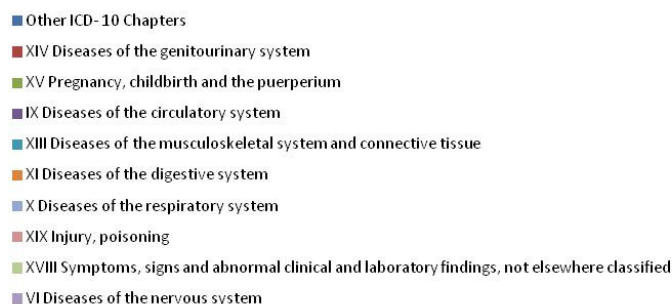 Other ICD-10 Chapters
XIV Diseases of the genitourinary system
XV Pregnancy, childbirth and the puerperium
IX Diseases of the circulatory system
XIII Diseases of the musculoskeletal system and connective tissue
XI Diseases of the digestive system
X Diseases of the respiratory system
XIX Injury, poisoning
XVIII Symptoms, signs and abnormal clinical and laboratory findings, not elsewhere classified
VI Diseases of the nervous system